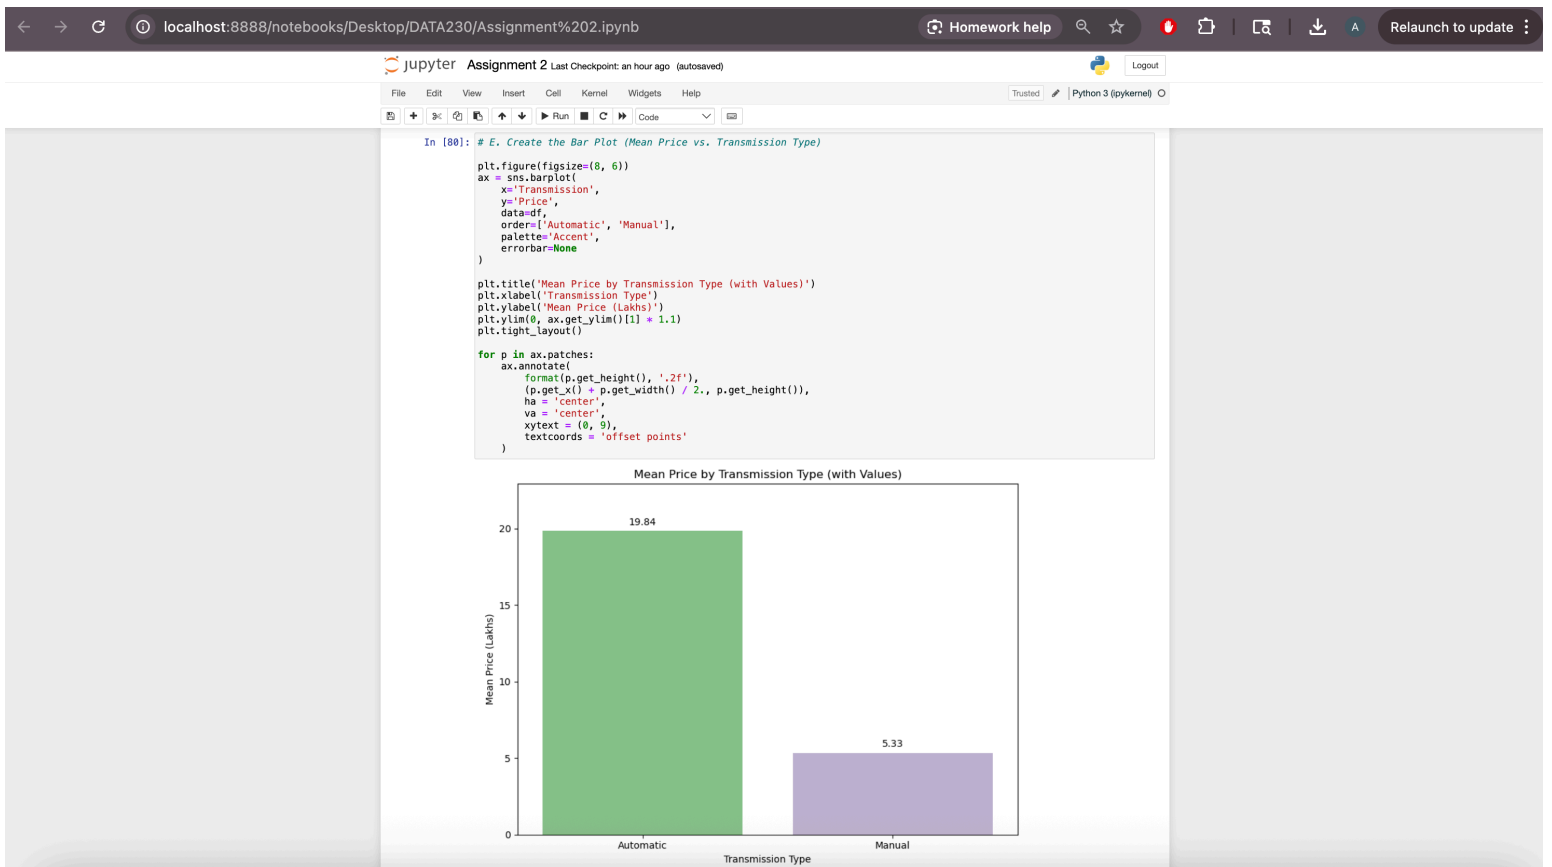 localhost:8888/notebooks/Desktop/DATA230/Assignment%202.ipynb
Homework help
A
Relaunch to update
jupyter Assignment 2 Last Checkpoint: an hour ago (autosaved)
Logout
File Edit View Insert Cell Kernel Widgets Help
Trusted
Python 3 (ipykernel)
Run
Code
In [80]: # E. Create the Bar Plot (Mean Price vs. Transmission Type)
plt.figure(figsize=(8, 6))
ax = sns.barplot(
    x='Transmission',
    y='Price',
    data=df,
    order=['Automatic', 'Manual'],
    palette='Accent',
    errorbar=None
)
plt.title('Mean Price by Transmission Type (with Values)')
plt.xlabel('Transmission Type')
plt.ylabel('Mean Price (Lakhs)')
plt.ylim(0, ax.get_ylim()[1] * 1.1)
plt.tight_layout()
for p in ax.patches:
    ax.annotate(
        format(p.get_height(), '.2f'),
        (p.get_x() + p.get_width() / 2., p.get_height()),
        ha = 'center',
        va = 'center',
        xytext = (0, 9),
        textcoords = 'offset points'
    )
Mean Price by Transmission Type (with Values)
19.84
20
15
Mean Price (Lakhs)
10
5.33
5
0
Automatic Manual
Transmission Type